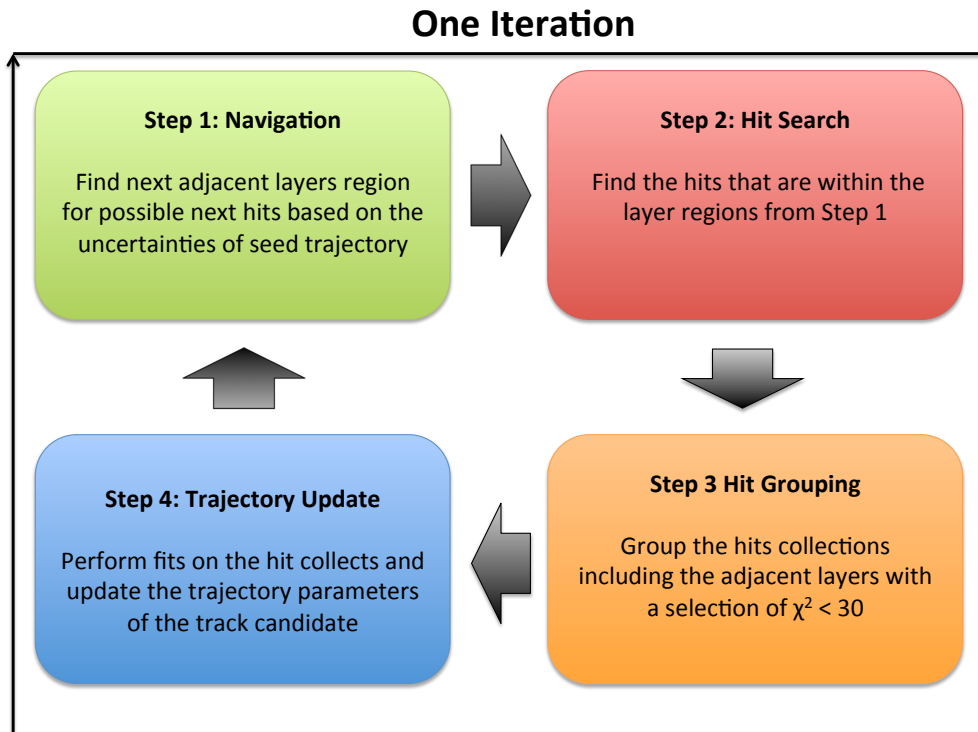 One Iteration
Step 1: Navigation
Find next adjacent layers region
for possible next hits based on the
uncertainties of seed trajectory
Step 2: Hit Search
Find the hits that are within the
layer regions from Step 1
Step 3 Hit Grouping
Group the hits collections
including the adjacent layers with
a selection of χ² < 30
Step 4: Trajectory Update
Perform fits on the hit collects and
update the trajectory parameters
of the track candidate